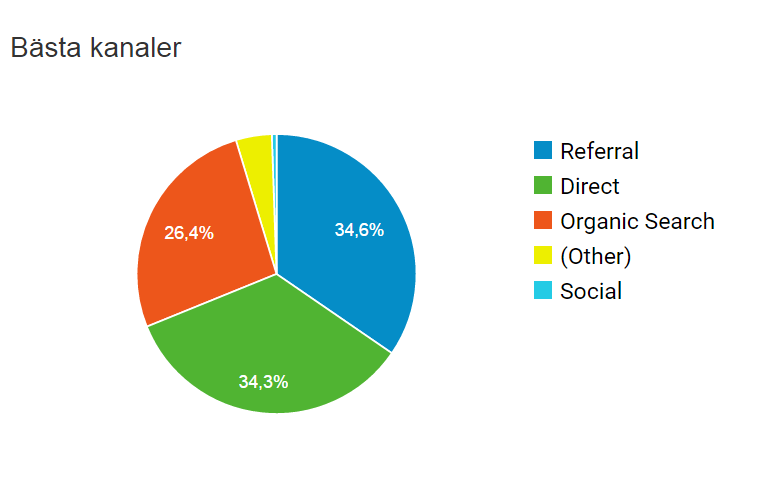 Bästa kanaler
34,6%
34,3%
26,4%
Referral
Direct
Organic Search
(Other)
Social